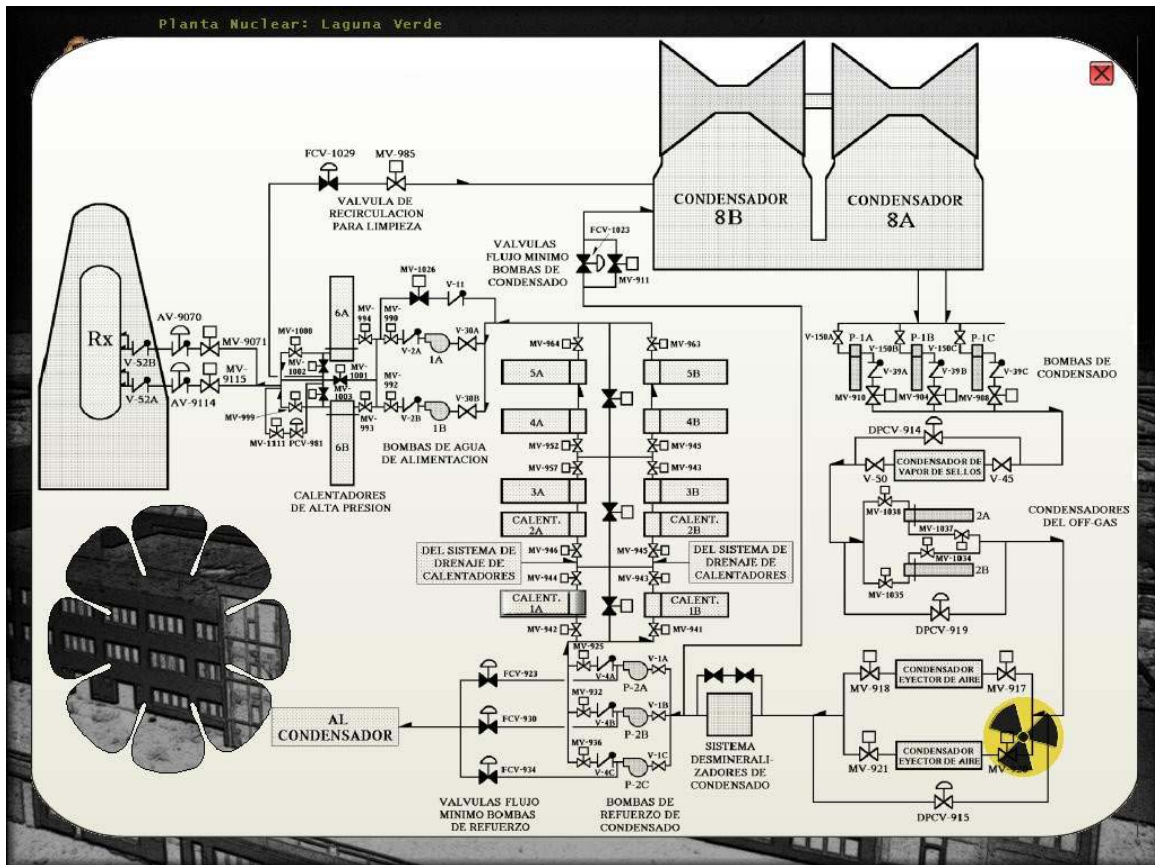 Planta Nuclear: Laguna Verde
FCV-1029
MV-985
VALVULA DE
RECIRCULACION
PARA LIMPIEZA
CONDENSADOR
8B
CONDENSADOR
8A
VALVULAS
FLUJO MINIMO
BOMBAS DE
CONDENSADO
FCV-1023
MV-911
Rx
AV-9070
MV-9071
V-52B
MV-
9115
V-52A
AV-9114
MV-1000
6A
MV-
994
MV-
990
MV-1026
V-11
V-2A
1A
V-30A
MV-
1002
MV-
1001
MV-
1003
MV-
992
MV-999
MV-1111
PCV-981
6B
MV-
993
V-2B
1B
V-30B
BOMBAS DE AGUA
DE ALIMENTACION
CALENTADORES
DE ALTA PRESION
MV-964
MV-963
5A
5B
4A
4B
MV-952
MV-945
MV-957
MV-943
3A
3B
CALENT.
2A
CALENT.
2B
MV-946
MV-945
DEL SISTEMA DE
DRENAJE DE
CALENTADORES
DEL SISTEMA DE
DRENAJE DE
CALENTADORES
MV-944
MV-943
CALENT.
1A
CALENT.
1B
MV-942
MV-941
V-150A
P-1A
V-150B
P-1B
V-150C
P-1C
V-39A
V-39B
V-39C
MV-910
MV-904
MV-908
BOMBAS DE
CONDENSADO
DPCV-914
CONDENSADOR DE
VAPOR DE SELLOS
V-50
V-45
MV-1038
2A
MV-1037
MV-1034
2B
MV-1035
CONDENSADORES
DEL OFF-GAS
DPCV-919
MV-918
CONDENSADOR
EYECTOR DE AIRE
MV-917
MV-921
CONDENSADOR
EYECTOR DE AIRE
DPCV-915
FCV-923
FCV-930
FCV-934
AL
CONDENSADOR
MV-925
V-4A
P-2A
V-1A
MV-932
V-4B
P-2B
V-1B
MV-936
V-4C
P-2C
V-1C
SISTEMA
DESMINERALI-
ZADORES DE
CONDENSADO
VALVULAS FLUJO
MINIMO BOMBAS
DE REFUERZO
BOMBAS DE
REFUERZO DE
CONDENSADO